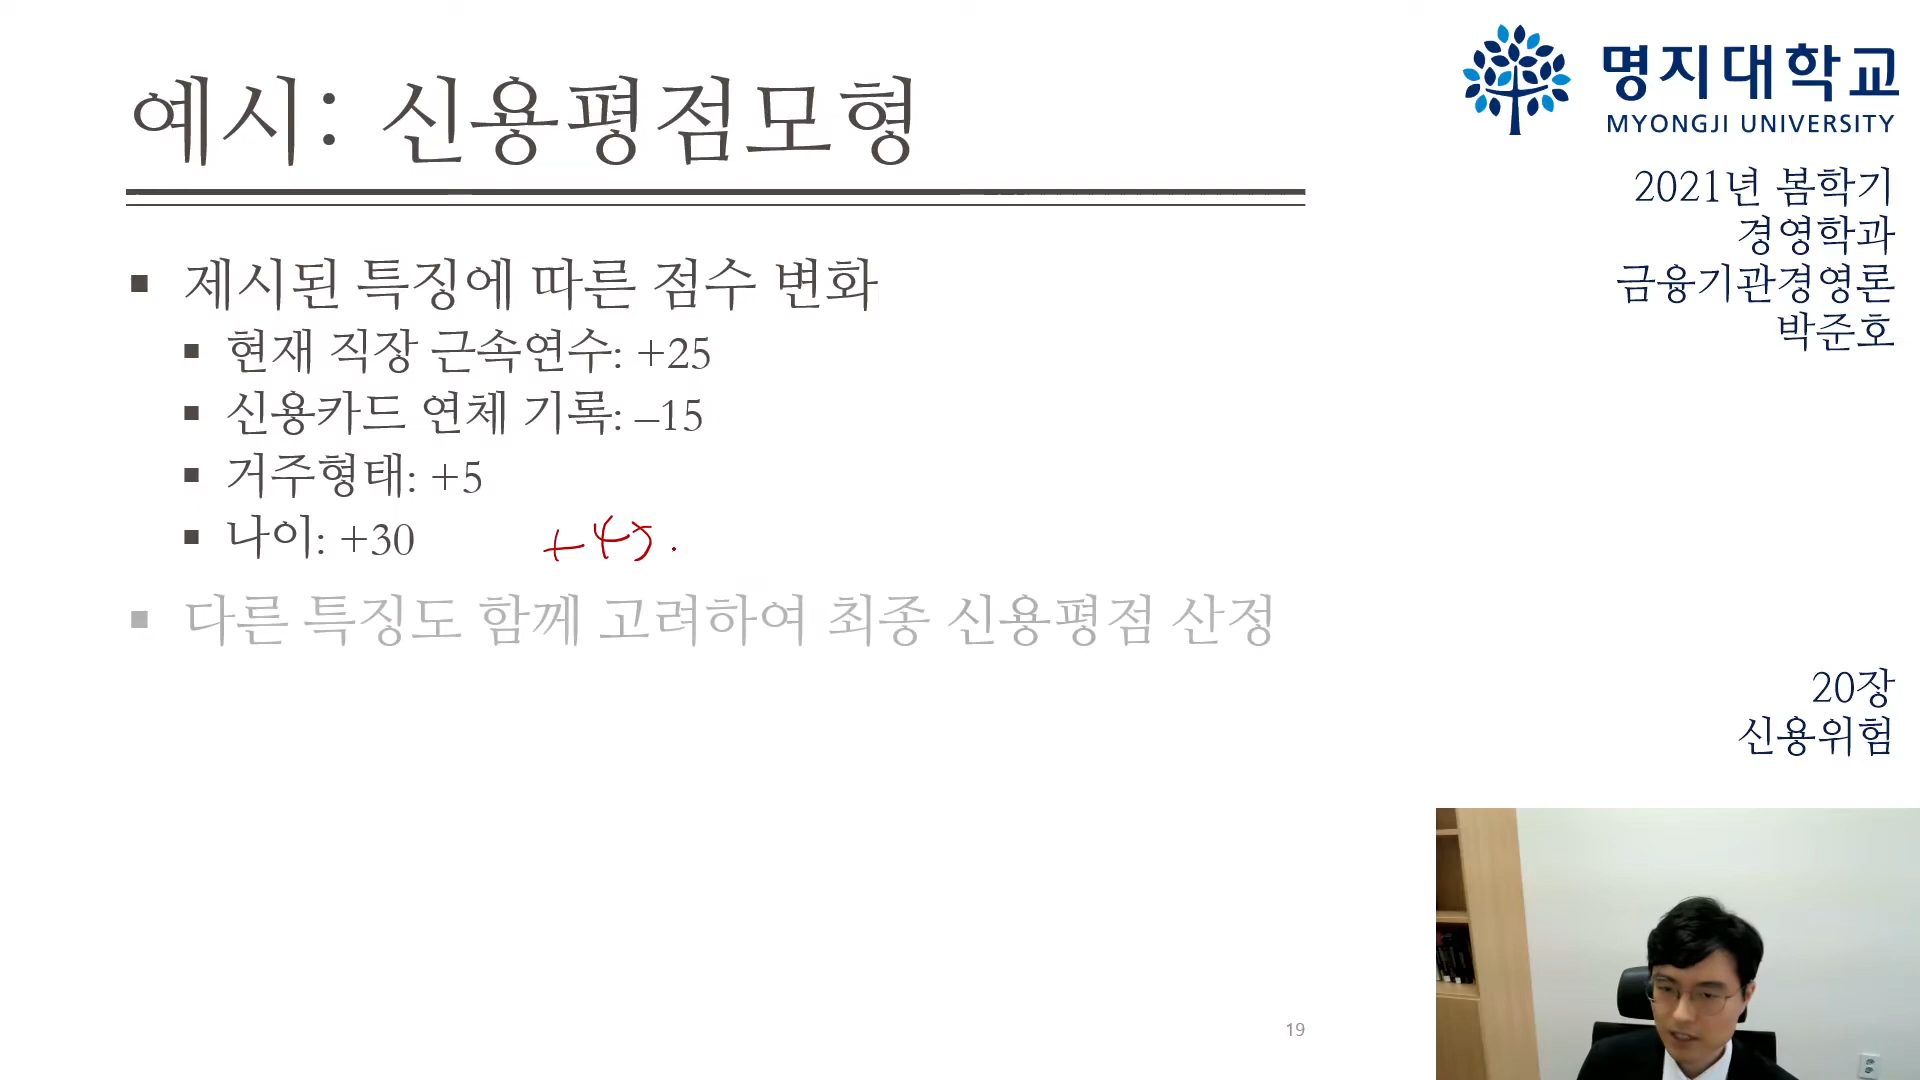 예시: 신용평점모형
▪ 제시된 특징에 따른 점수 변화
▪ 현재 직장 근속연수: +25
▪ 신용카드 연체 기록: –15
▪ 거주형태: +5
▪ 나이: +30
+45.
▪ 다른 특징도 함께 고려하여 최종 신용평점 산정
19
명지대학교
MYONGJI UNIVERSITY
2021년 봄학기
경영학과
금융기관경영론
박준호
20장
신용위험